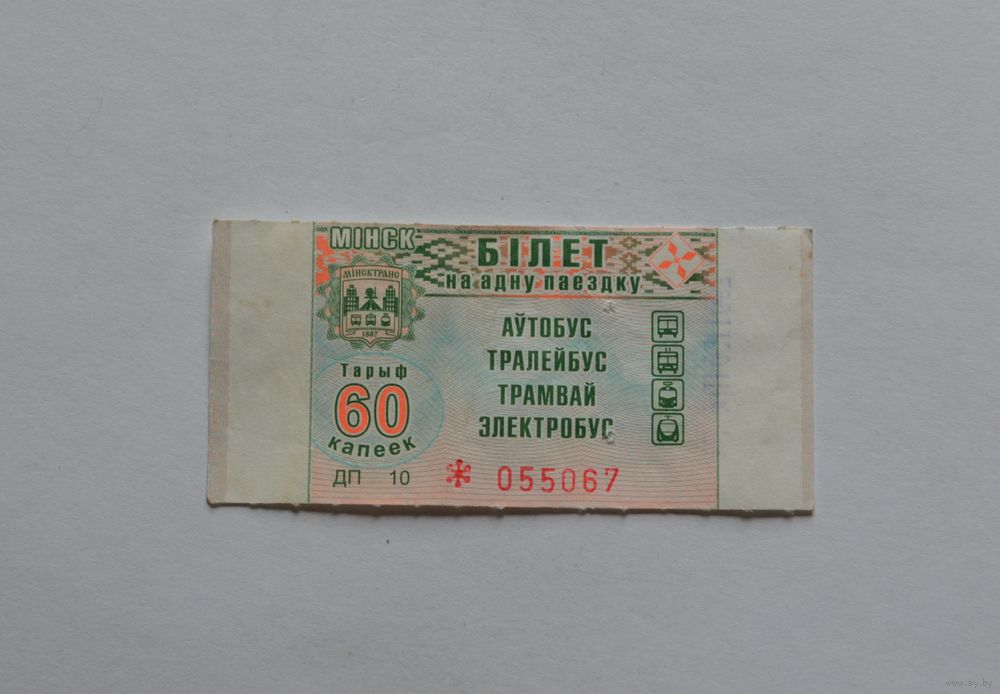 МІНСК
БІЛЕТ
на адну паездку
МІНСКТРАНС
1887
Тарыф
60
капеек
ДП 10
АЎТОБУС
ТРАЛЕЙБУС
ТРАМВАЙ
ЭЛЕКТРОБУС
055067
www.ay.by